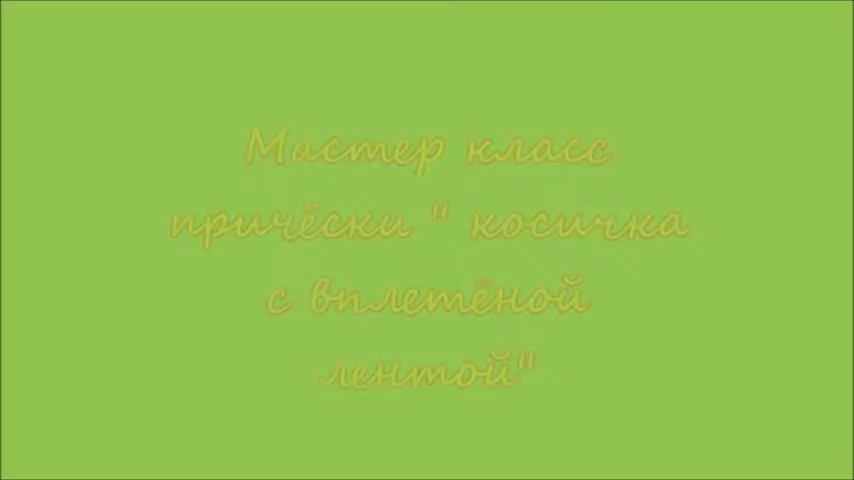 Мастер класс
причёски " косичка
с вплетёной
лентой"